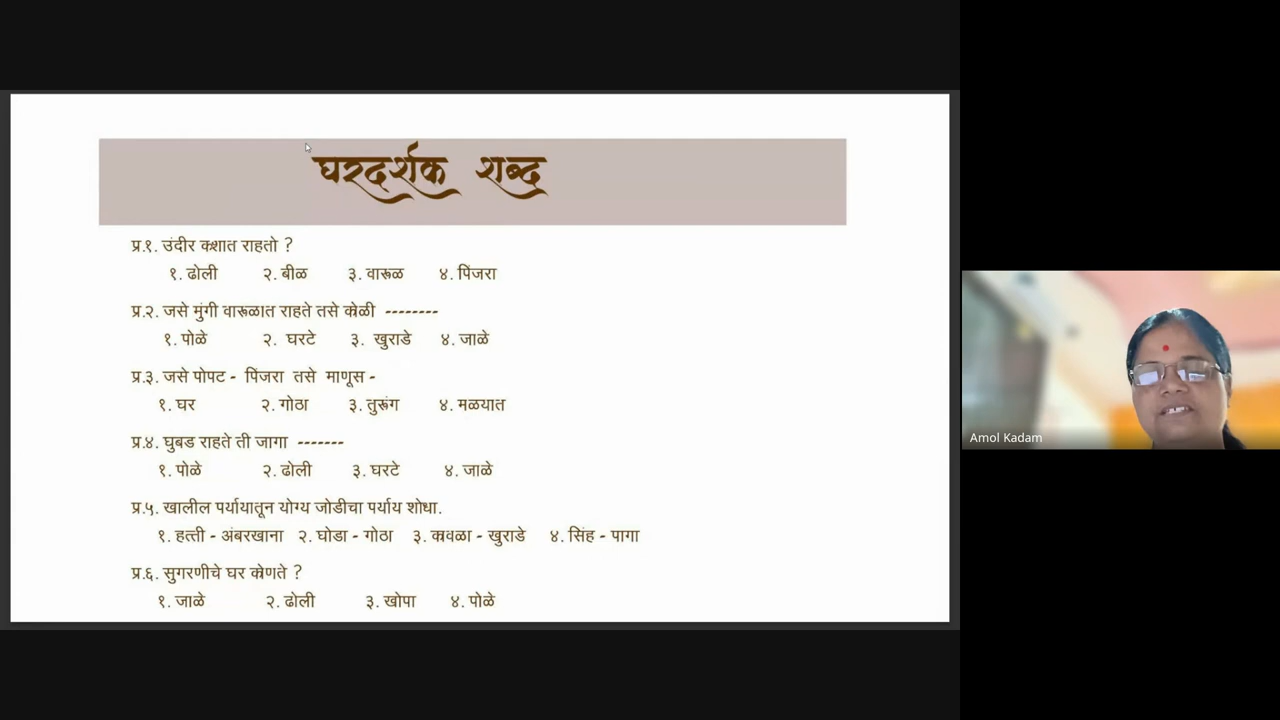 घरदर्शक शब्द
प्र.१. उंदीर कशात राहतो ?
१. ढोली २. बीळ ३. वारूळ ४. पिंजरा
प्र.२. जसे मुंगी वारूळात राहते तसे कोळी --------
१. पोळे २. घरटे ३. खुराडे ४. जाळे
प्र.३. जसे पोपट - पिंजरा तसे माणूस -
१. घर २. गोठा ३. तुरूंग ४. मळयात
प्र.४. घुबड राहते ती जागा -------
१. पोळे २. ढोली ३. घरटे ४. जाळे
प्र.५. खालील पर्यायातून योग्य जोडीचा पर्याय शोधा.
१. हत्ती - अंबरखाना २. घोडा - गोठा ३. कावळा - खुराडे ४. सिंह - पागा
प्र.६. सुगरणीचे घर कोणते ?
१. जाळे २. ढोली ३. खोपा ४. पोळे
Amol Kadam